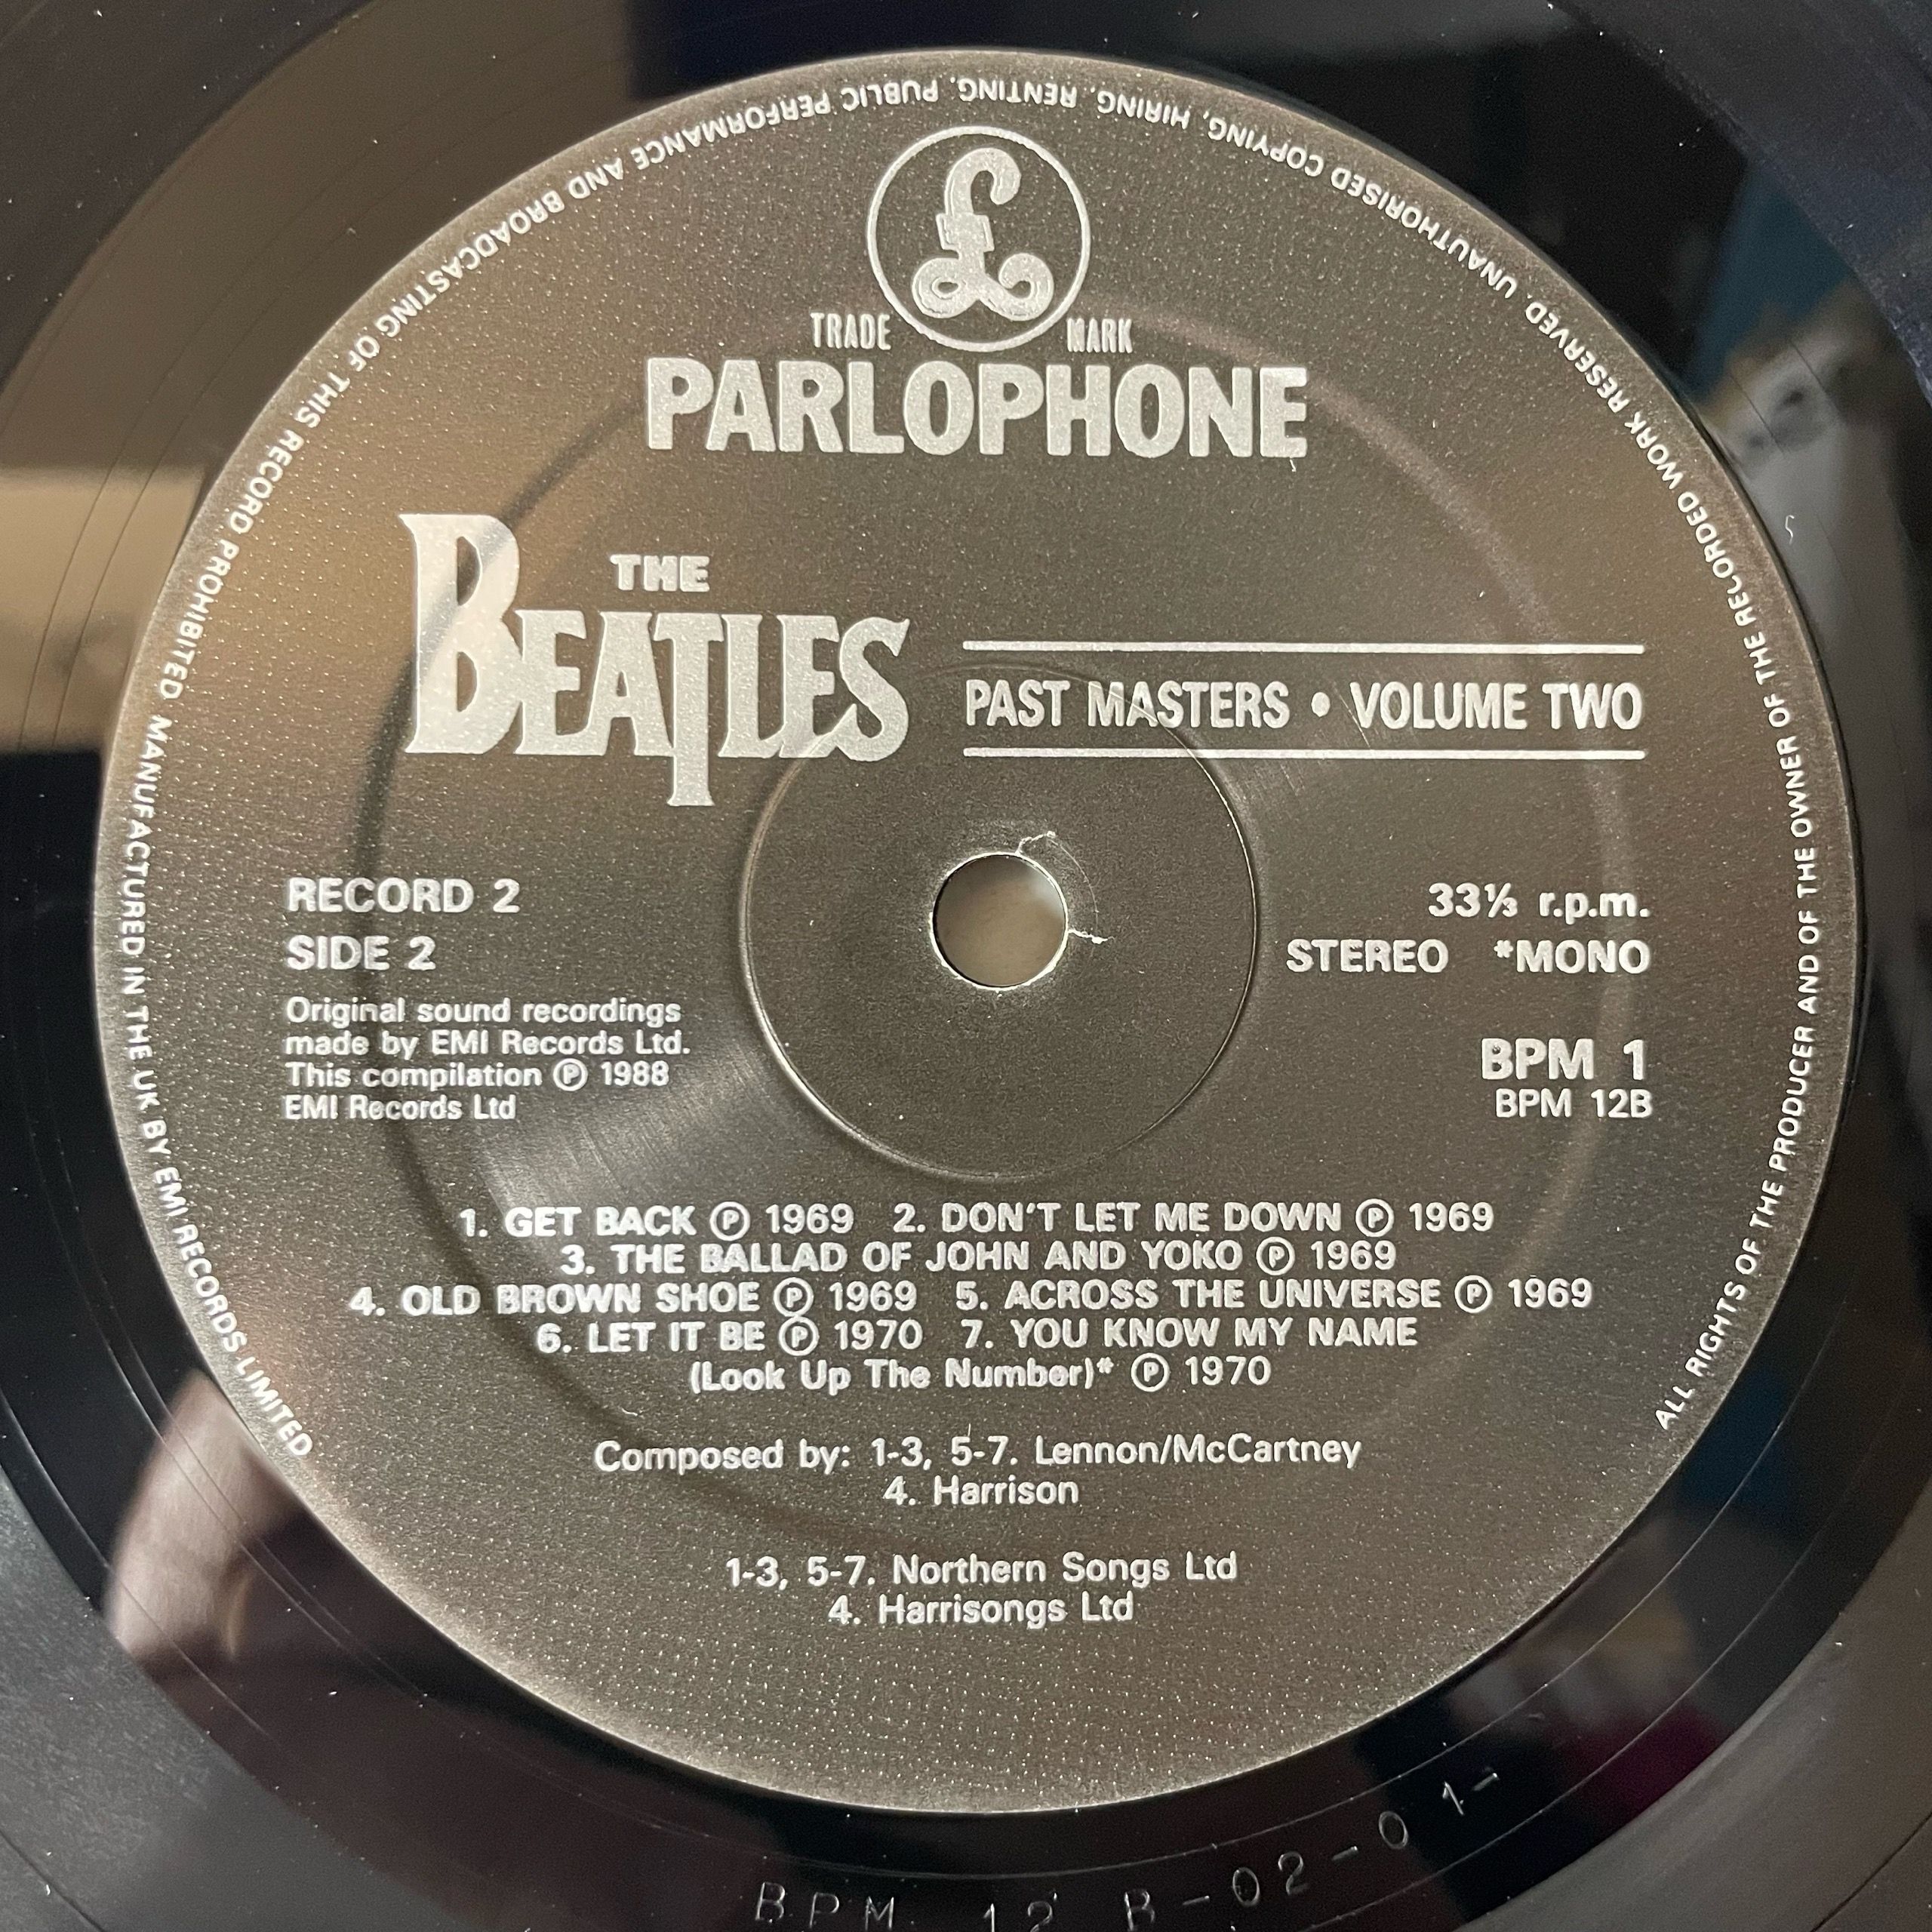 £
TRADE MARK
PARLOPHONE
THE
BEATLES
PAST MASTERS • VOLUME TWO
RECORD 2
SIDE 2
33⅓ r.p.m.
STEREO *MONO
Original sound recordings
made by EMI Records Ltd.
This compilation ℗ 1988
EMI Records Ltd
BPM 1
BPM 12B
1. GET BACK ℗ 1969 2. DON'T LET ME DOWN ℗ 1969
3. THE BALLAD OF JOHN AND YOKO ℗ 1969
4. OLD BROWN SHOE ℗ 1969 5. ACROSS THE UNIVERSE ℗ 1969
6. LET IT BE ℗ 1970 7. YOU KNOW MY NAME
(Look Up The Number)* ℗ 1970
Composed by: 1-3, 5-7. Lennon/McCartney
4. Harrison
1-3, 5-7. Northern Songs Ltd
4. Harrisongs Ltd
ALL RIGHTS OF THE PRODUCER AND OF THE OWNER OF THE RECORDED WORK RESERVED. UNAUTHORISED COPYING, HIRING, RENTING, PUBLIC PERFORMANCE AND BROADCASTING OF THIS RECORD PROHIBITED MANUFACTURED IN THE UK BY EMI RECORDS LIMITED
BPM 12 B-02-01-